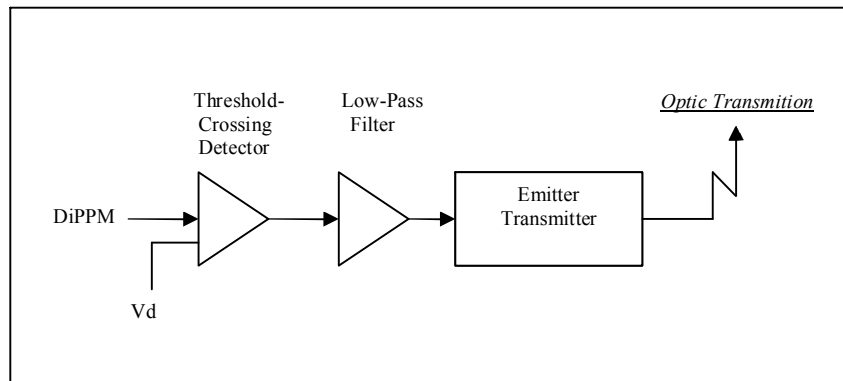 Threshold-
Crossing
Detector
Low-Pass
Filter
Optic Transmition
Emitter
Transmitter
DiPPM
Vd